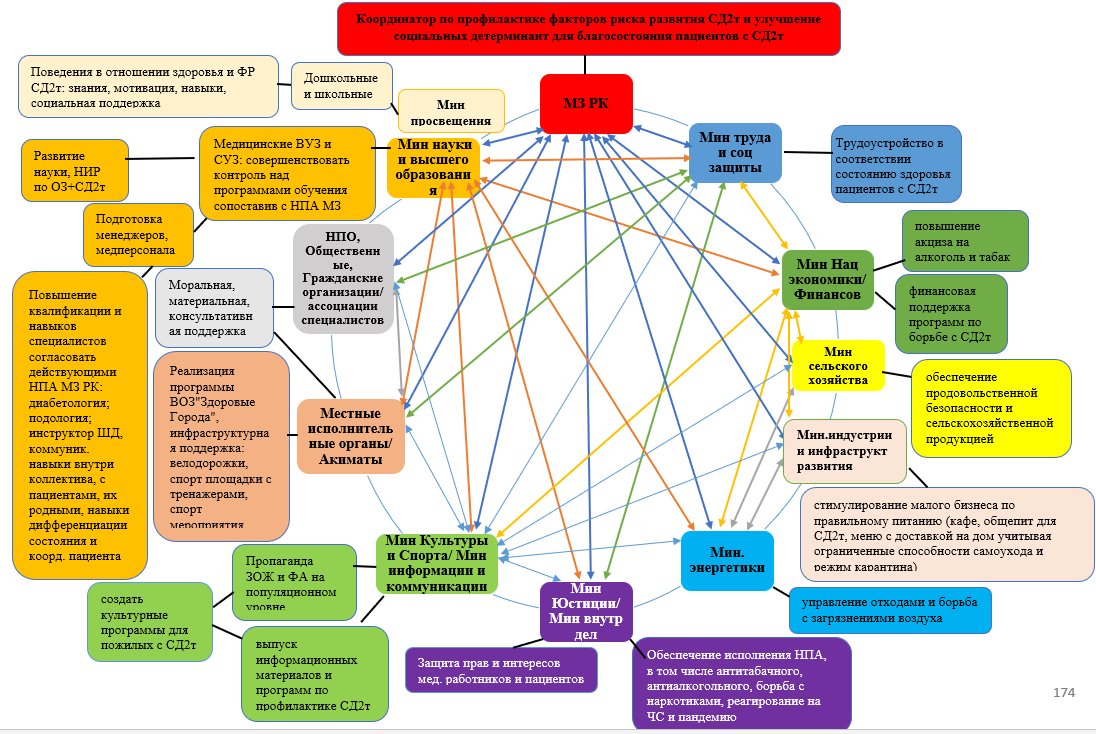 Координатор по профилактике факторов риска развития СД2т и улучшение
социальных детерминант для благосостояния пациентов с СД2т
Поведения в отношении здоровья и ФР
СД2т: знания, мотивация, навыки,
социальная поддержка
Дошкольные
и школьные
Мин
просвещения
МЗ РК
Мин науки
и высшего
образовани
я
Мин труда
и соц
защиты
Трудоустройство в
соответствии
состоянию здоровья
пациентов с СД2т
Развитие
науки, НИР
по ОЗ+СД2т
Медицинские ВУЗ и
СУЗ: совершенствовать
контроль над
программами обучения
сопоставив с НПА МЗ
Подготовка
менеджеров,
медперсонала
НПО,
Общественн
ые,
Гражданские
организации/
ассоциации
специалистов
Мин Нац
экономики/
Финансов
повышение
акциза на
алкоголь и табак
финансовая
поддержка
программ по
борьбе с СД2т
Моральная,
материальная,
консультативн
ая поддержка
Повышение
квалификации и
навыков
специалистов
согласовать
действующими
НПА МЗ РК:
диабетология;
подология;
инструктор ШД,
коммуник.
навыки внутри
коллектива, с
пациентами, их
родными, навыки
дифференциации
состояния и
коорд. пациента
Реализация
программы
ВОЗ"Здоровые
Города",
инфраструктурна
я поддержка:
велодорожки,
спорт площадки с
тренажерами,
спорт
мероприятия
Местные
исполнитель
ные органы/
Акиматы
Мин
сельского
хозяйства
обеспечение
продовольственной
безопасности и
сельскохозяйственной
продукцией
Мин.индустрии
и инфраструкт
развития
стимулирование малого бизнеса по
правильному питанию (кафе, общепит для
СД2т, меню с доставкой на дом учитывая
ограниченные способности самоухода и
режим карантина)
Мин Культуры
и Спорта/ Мин
информации и
коммуникации
Мин.
энергетики
управление отходами и борьба
с загрязнениями воздуха
Пропаганда
ЗОЖ и ФА на
популяционном
уровне
создать
культурные
программы для
пожилых с СД2т
выпуск
информационных
материалов и
программ по
профилактике СД2т
Мин
Юстиции/
Мин внутр
дел
Защита прав и интересов
мед. работников и пациентов
Обеспечение исполнения НПА,
в том числе антитабачного,
антиалкогольного, борьба с
наркотиками, реагирование на
ЧС и пандемию
174